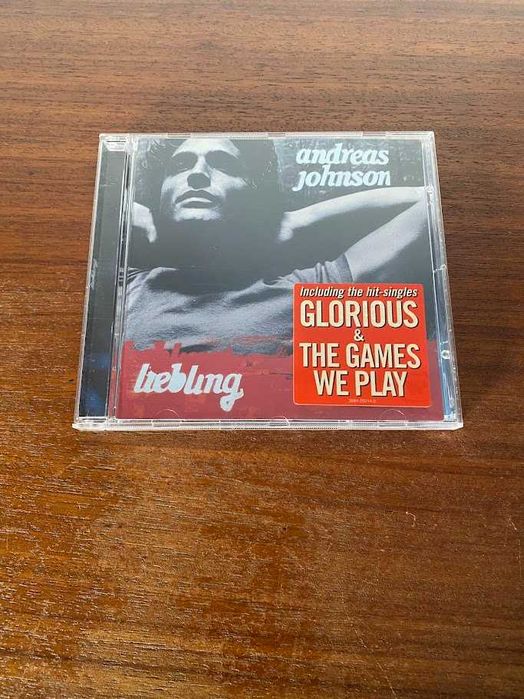 andreas
johnson
Including the hit-singles
GLORIOUS
&
THE GAMES
WE PLAY
liebling